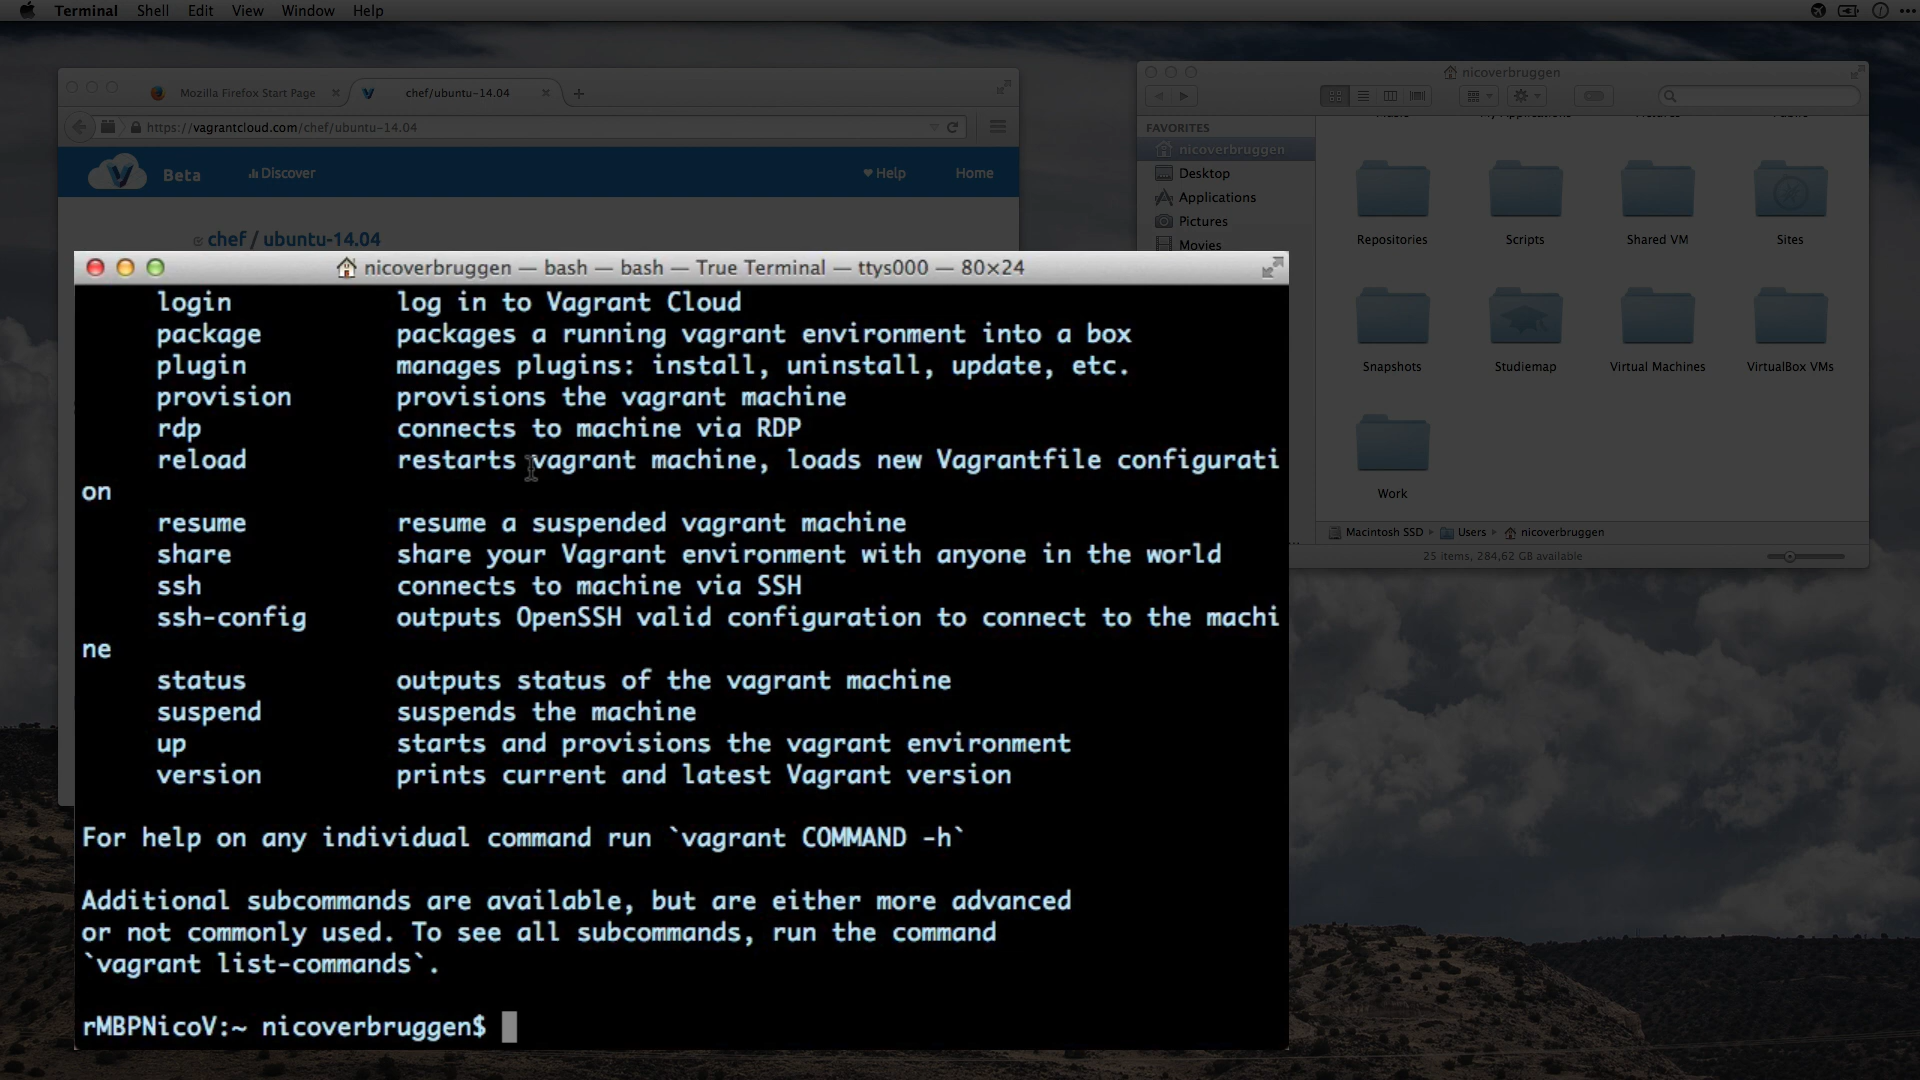 Terminal Shell Edit View Window Help
Mozilla Firefox Start Page
chef/ubuntu-14.04
https://vagrantcloud.com/chef/ubuntu-14.04
Beta
Discover
Help
Home
chef / ubuntu-14.04
nicoverbruggen
FAVORITES
nicoverbruggen
Desktop
Applications
Pictures
Movies
Repositories
Scripts
Shared VM
Sites
Snapshots
Studiemap
Virtual Machines
VirtualBox VMs
Work
Macintosh SSD
Users
nicoverbruggen
25 items, 284,62 GB available
nicoverbruggen — bash — bash — True Terminal — ttys000 — 80×24
login log in to Vagrant Cloud
package packages a running vagrant environment into a box
plugin manages plugins: install, uninstall, update, etc.
provision provisions the vagrant machine
rdp connects to machine via RDP
reload restarts vagrant machine, loads new Vagrantfile configurati
on
resume resume a suspended vagrant machine
share share your Vagrant environment with anyone in the world
ssh connects to machine via SSH
ssh-config outputs OpenSSH valid configuration to connect to the machi
ne
status outputs status of the vagrant machine
suspend suspends the machine
up starts and provisions the vagrant environment
version prints current and latest Vagrant version
For help on any individual command run `vagrant COMMAND -h`
Additional subcommands are available, but are either more advanced
or not commonly used. To see all subcommands, run the command
`vagrant list-commands`.
rMBPNicoV:~ nicoverbruggen$